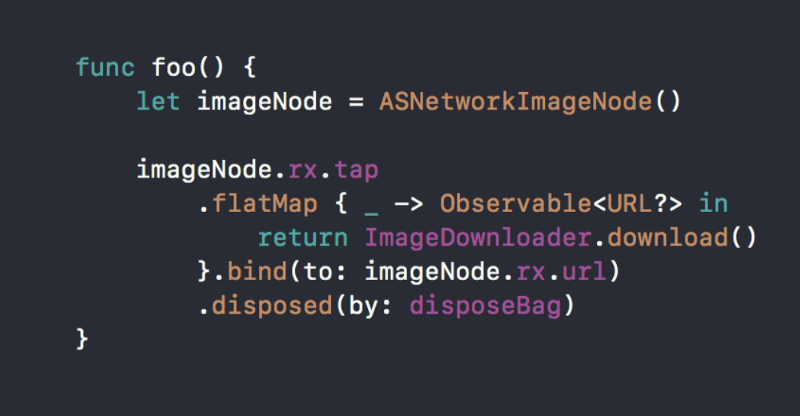 func foo() {
    let imageNode = ASNetworkImageNode()

    imageNode.rx.tap
        .flatMap { _ -> Observable<URL?> in
            return ImageDownloader.download()
        }.bind(to: imageNode.rx.url)
        .disposed(by: disposeBag)
}